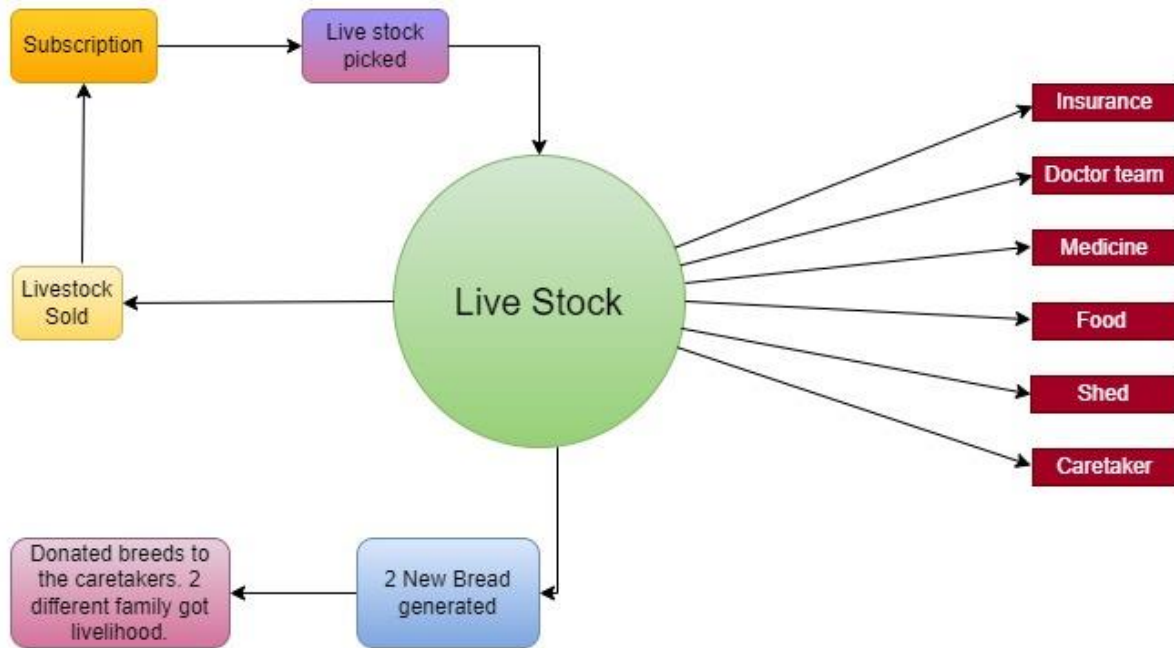 Subscription
Live stock
picked
Insurance
Doctor team
Medicine
Food
Shed
Caretaker
Live Stock
Livestock
Sold
2 New Bread
generated
Donated breeds to
the caretakers. 2
different family got
livelihood.